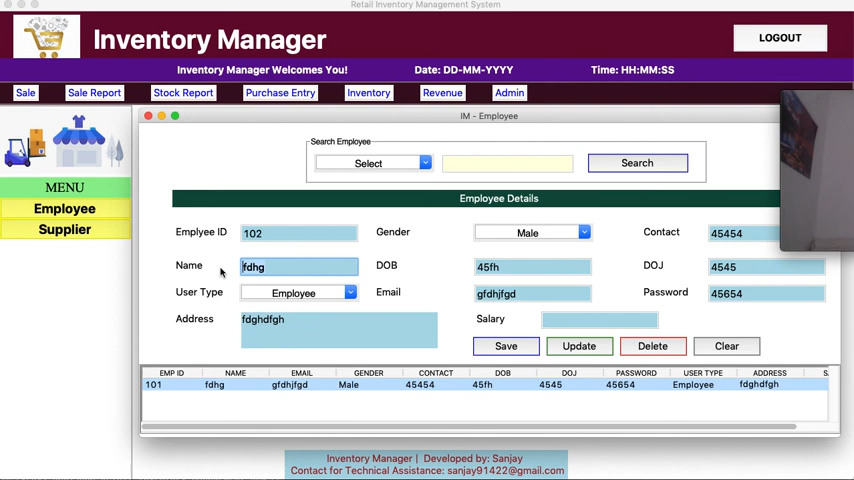 Retail Inventory Management System
Inventory Manager
LOGOUT
Inventory Manager Welcomes You! Date: DD-MM-YYYY Time: HH:MM:SS
Sale Sale Report Stock Report Purchase Entry Inventory Revenue Admin
IM - Employee
Search Employee
Select Search
MENU
Employee
Supplier
Employee Details
Emplyee ID 102 Gender Male Contact 45454
Name fdhg DOB 45fh DOJ 4545
User Type Employee Email gfdhjfgd Password 45654
Address fdghdfgh Salary
Save Update Delete Clear
EMP ID NAME EMAIL GENDER CONTACT DOB DOJ PASSWORD USER TYPE ADDRESS S
101 fdhg gfdhjfgd Male 45454 45fh 4545 45654 Employee fdghdfgh
Inventory Manager | Developed by: Sanjay
Contact for Technical Assistance: sanjay91422@gmail.com